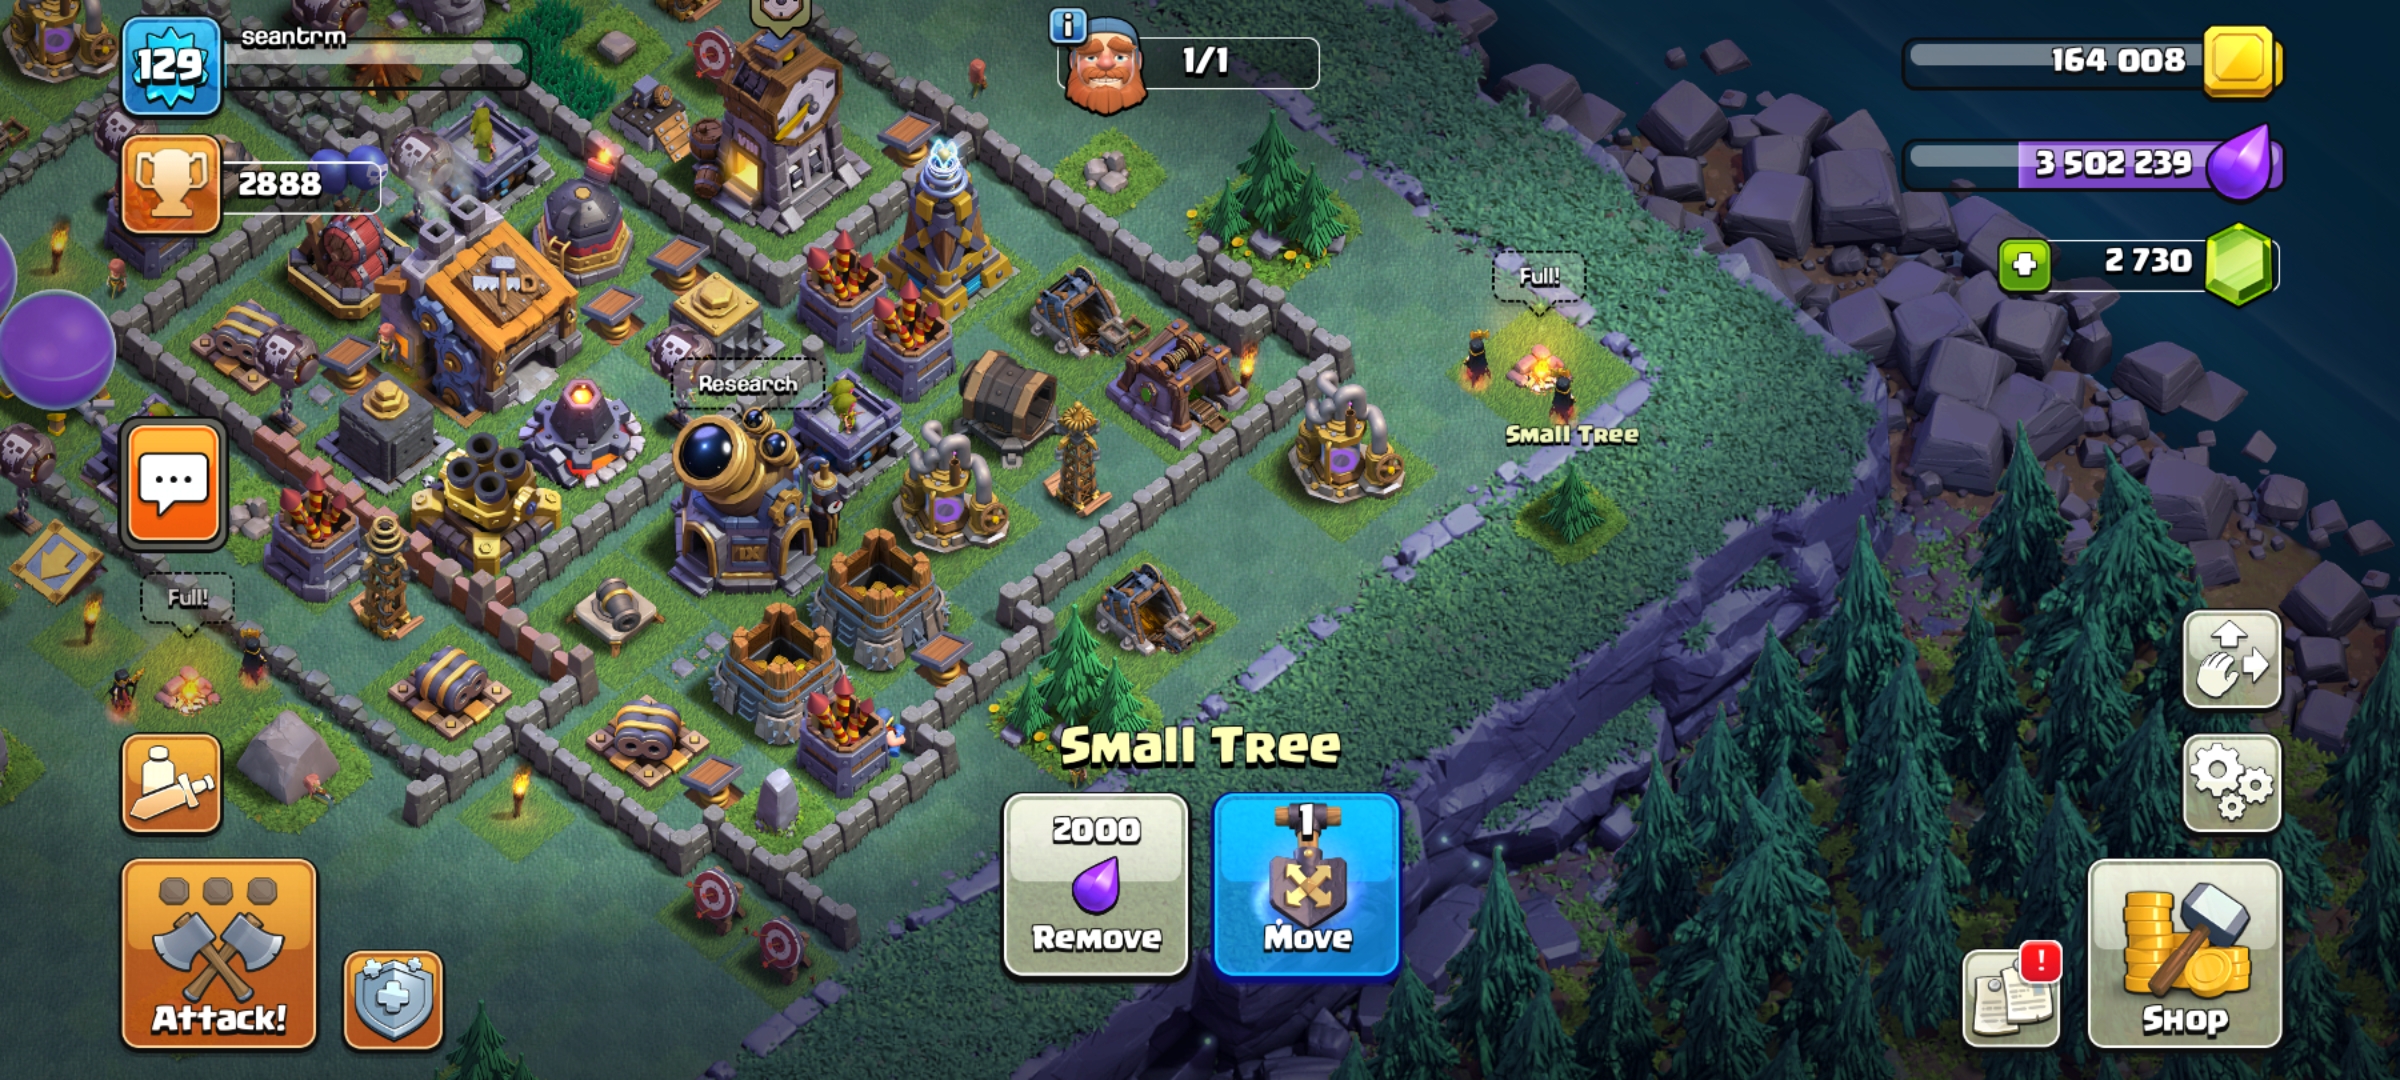 129
seantrm
1/1
164 008
2888
3 502 239
2 730
Full!
Research
Small Tree
Full!
Small Tree
2000
Remove
1
Move
Attack!
!
Shop